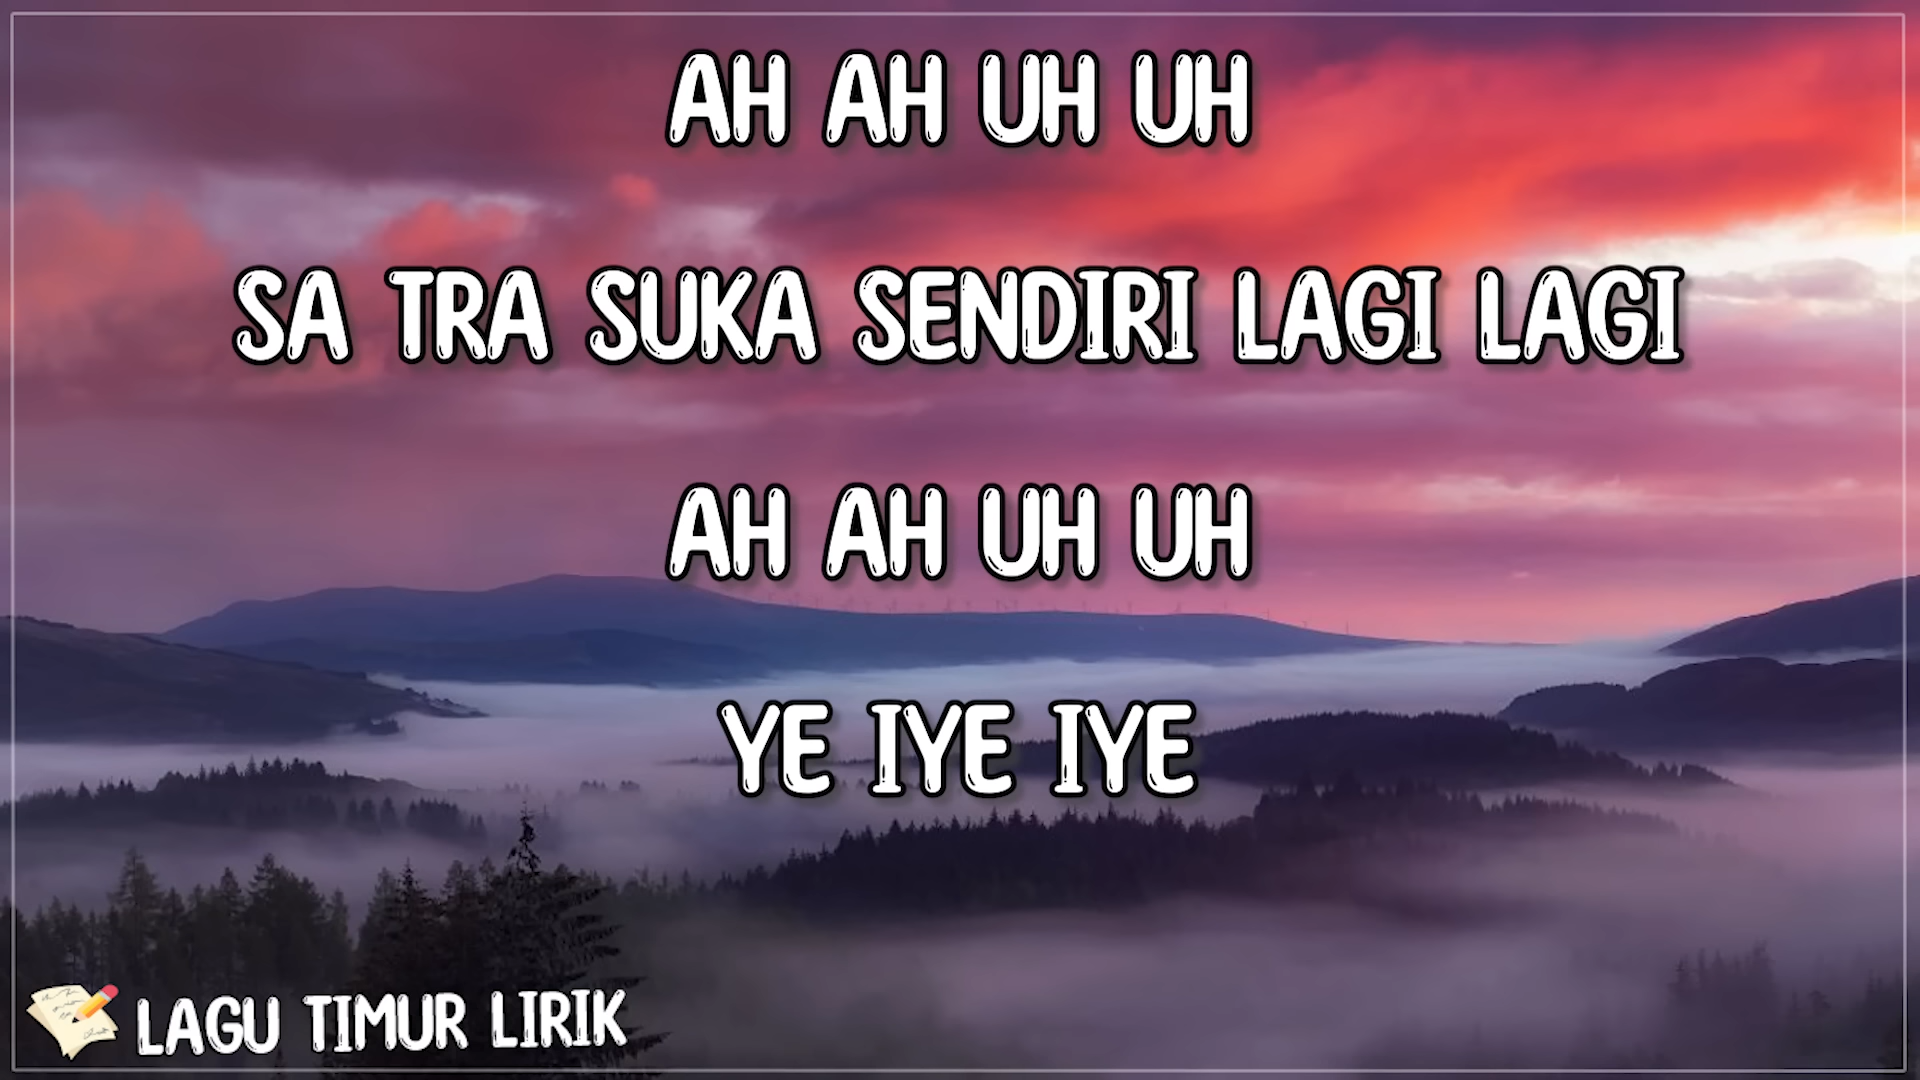 AH AH UH UH
SA TRA SUKA SENDIRI LAGI LAGI
AH AH UH UH
YE IYE IYE
LAGU TIMUR LIRIK